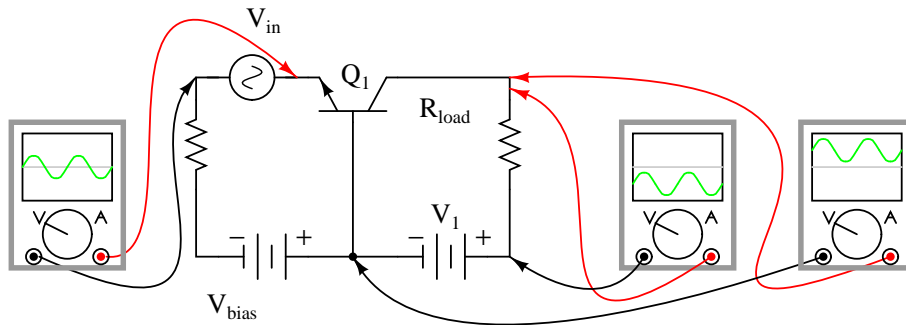 V_in
Q_1
R_load
V A
V A
V A
V_1
− +
− +
V_bias